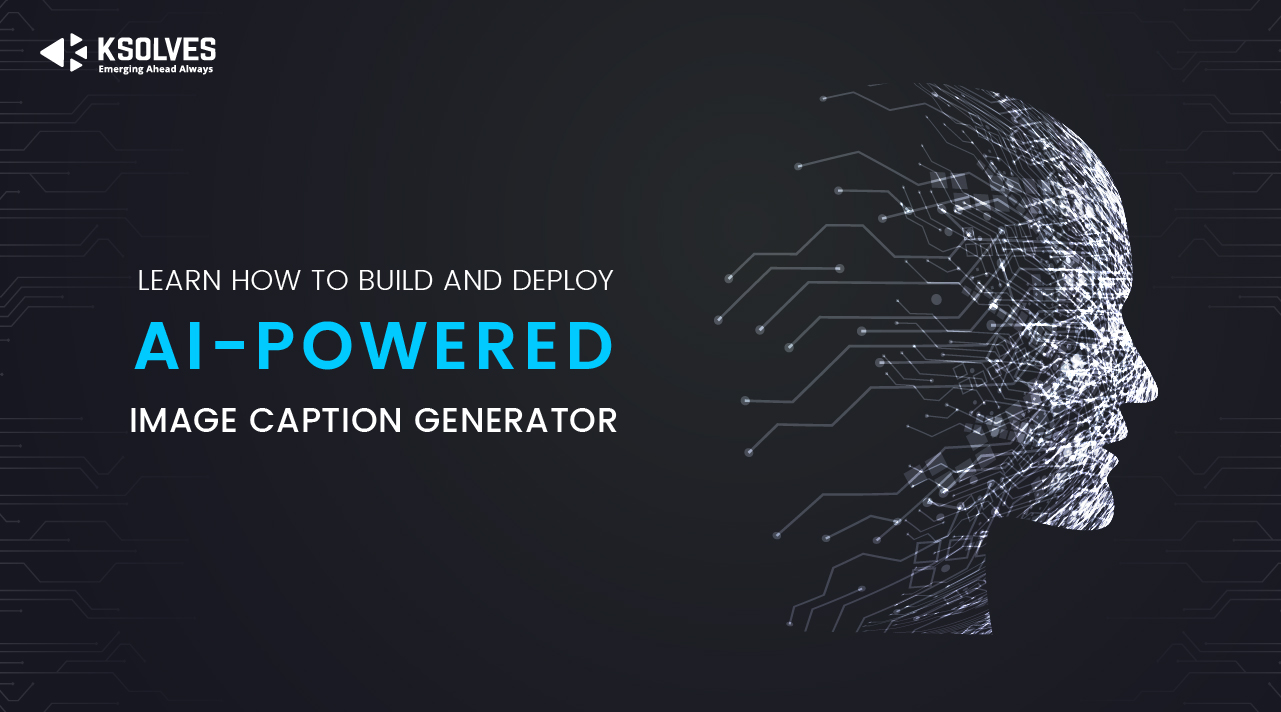 KSOLVES
Emerging Ahead Always
LEARN HOW TO BUILD AND DEPLOY
AI-POWERED
IMAGE CAPTION GENERATOR